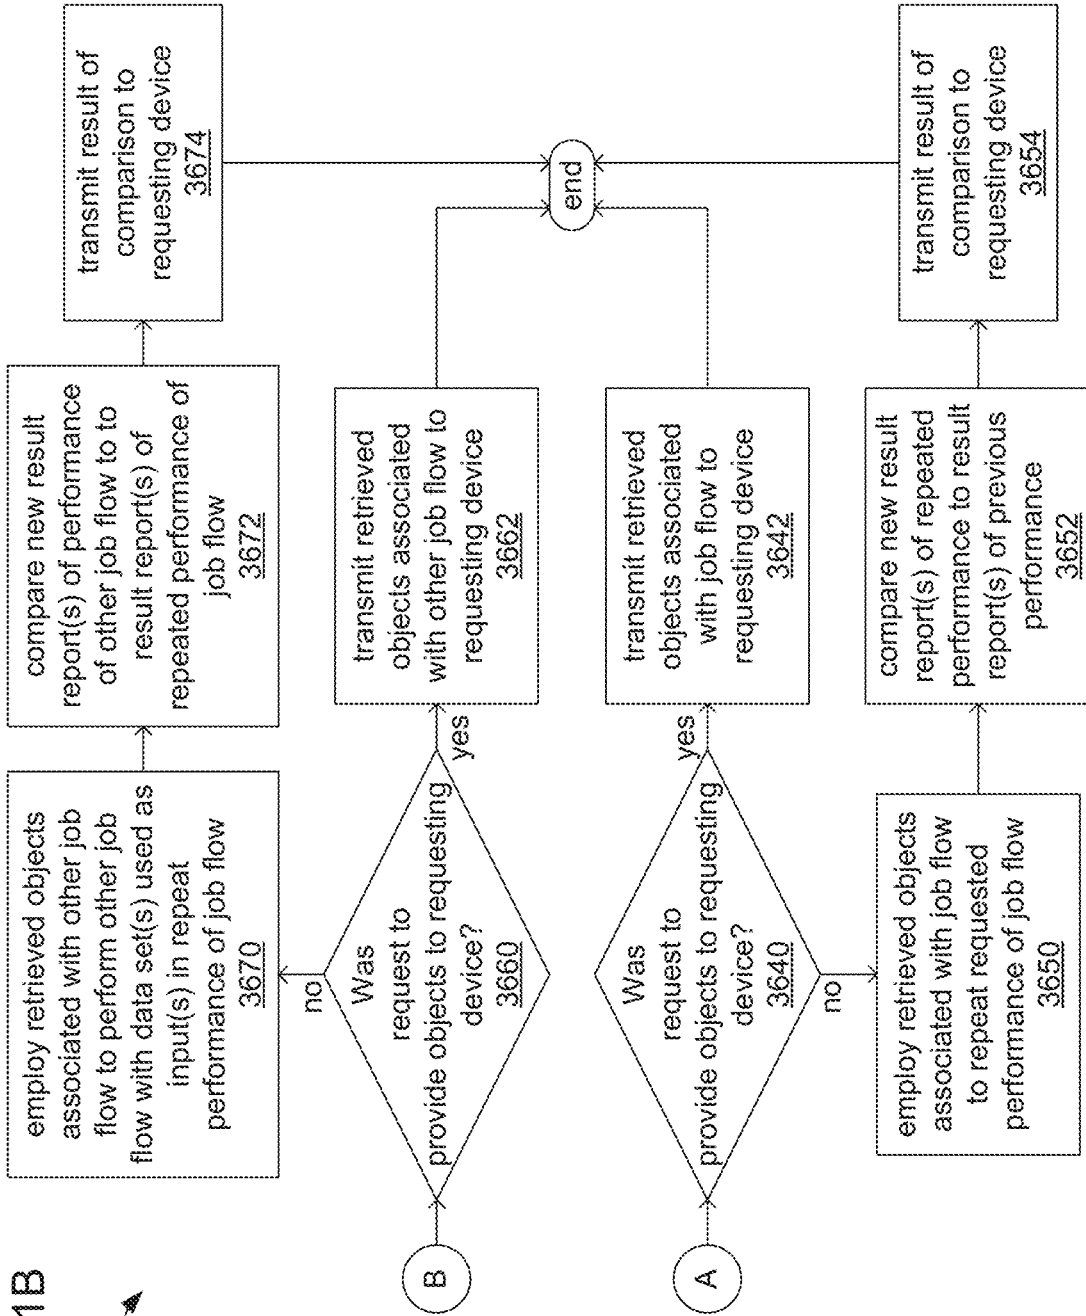 1B
employ retrieved objects
associated with other job
flow to perform other job
flow with data set(s) used as
input(s) in repeat
performance of job flow
3670
compare new result
report(s) of performance
of other job flow to to
result report(s) of
repeated performance of
job flow
3672
transmit result of
comparison to
requesting device
3674
no
B
Was
request to
provide objects to requesting
device?
3660
yes
transmit retrieved
objects associated
with other job flow to
requesting device
3662
end
A
Was
request to
provide objects to requesting
device?
3640
yes
transmit retrieved
objects associated
with job flow to
requesting device
3642
no
employ retrieved objects
associated with job flow
to repeat requested
performance of job flow
3650
compare new result
report(s) of repeated
performance to result
report(s) of previous
performance
3652
transmit result of
comparison to
requesting device
3654